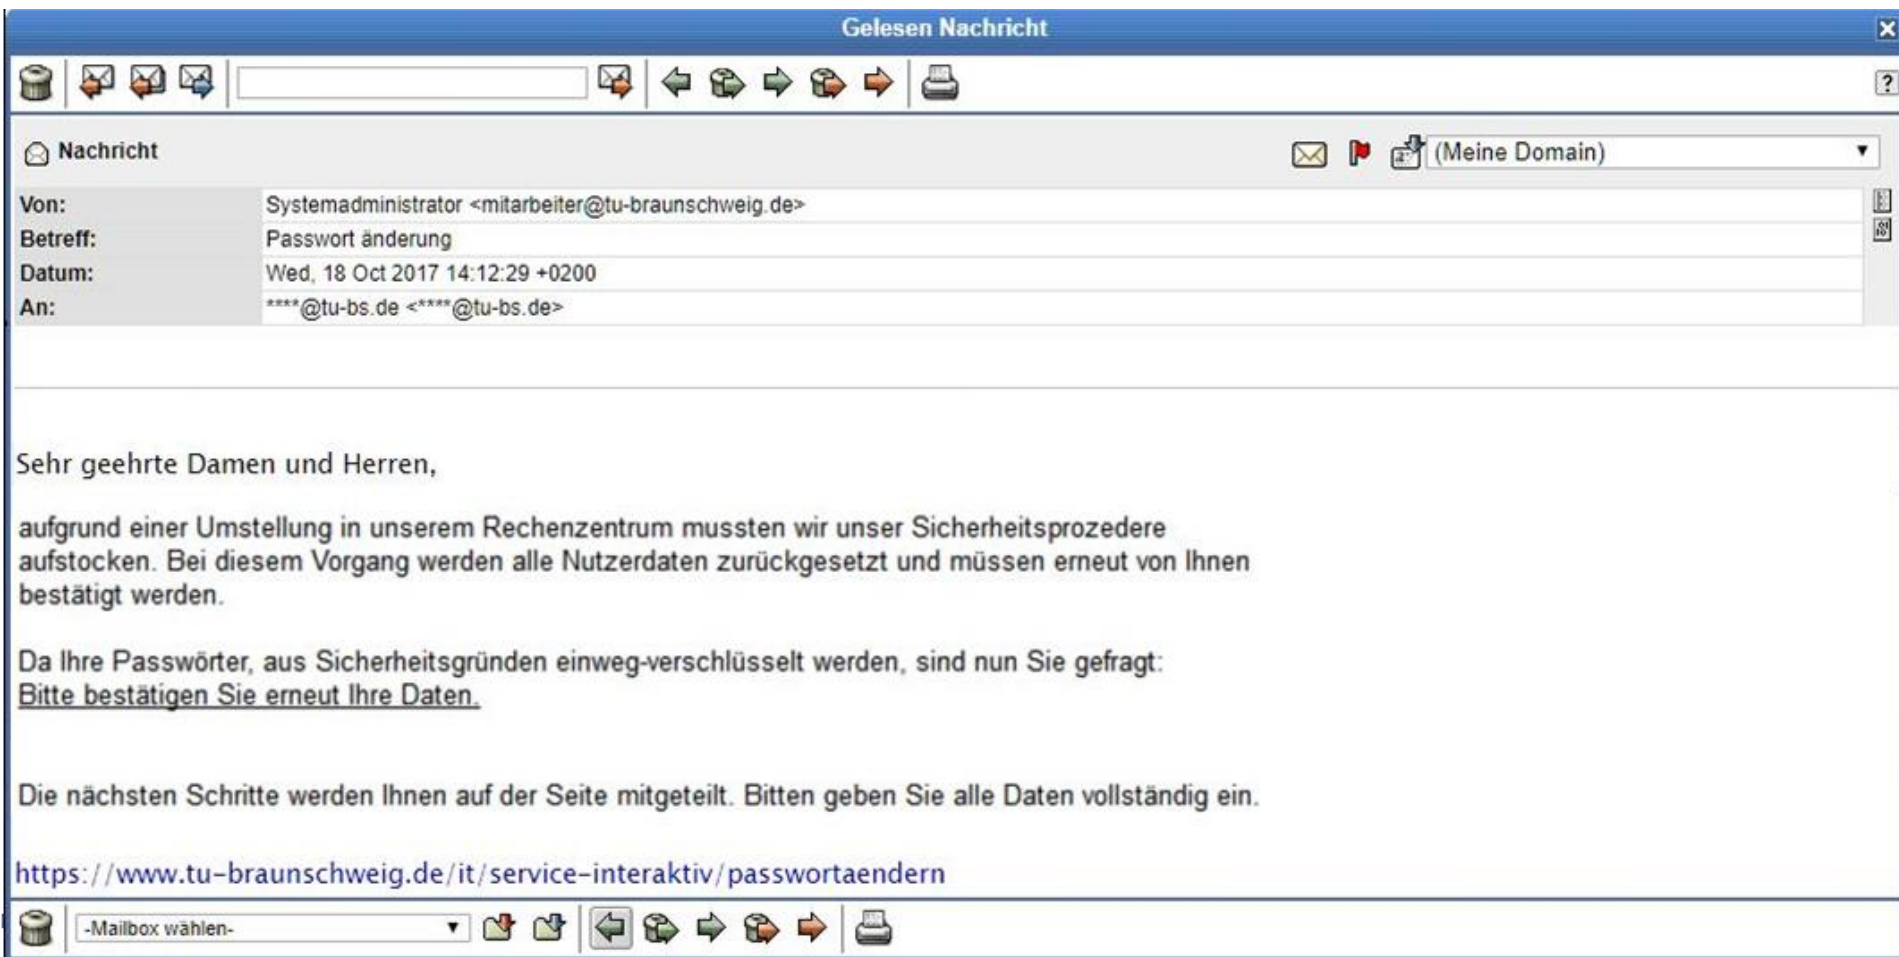 Gelesen Nachricht
Nachricht
(Meine Domain)
Von: Systemadministrator <mitarbeiter@tu-braunschweig.de>
Betreff: Passwort änderung
Datum: Wed, 18 Oct 2017 14:12:29 +0200
An: ****@tu-bs.de <****@tu-bs.de>
Sehr geehrte Damen und Herren,
aufgrund einer Umstellung in unserem Rechenzentrum mussten wir unser Sicherheitsprozedere
aufstocken. Bei diesem Vorgang werden alle Nutzerdaten zurückgesetzt und müssen erneut von Ihnen
bestätigt werden.
Da Ihre Passwörter, aus Sicherheitsgründen einweg-verschlüsselt werden, sind nun Sie gefragt:
Bitte bestätigen Sie erneut Ihre Daten.
Die nächsten Schritte werden Ihnen auf der Seite mitgeteilt. Bitten geben Sie alle Daten vollständig ein.
https://www.tu-braunschweig.de/it/service-interaktiv/passwortaendern
-Mailbox wählen-